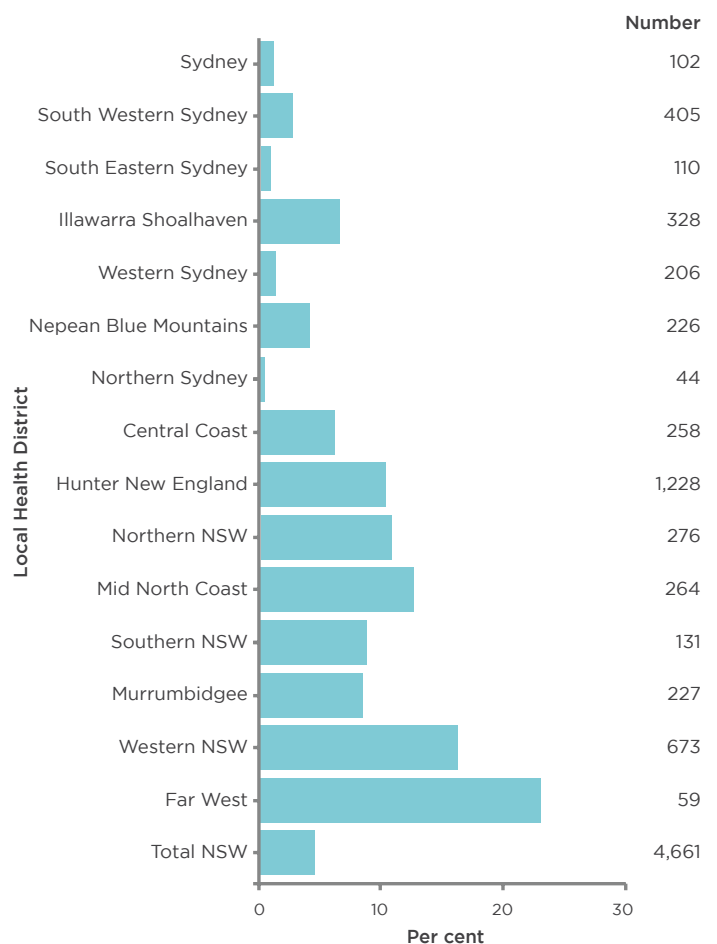 Number
Sydney 102
South Western Sydney 405
South Eastern Sydney 110
Illawarra Shoalhaven 328
Western Sydney 206
Nepean Blue Mountains 226
Northern Sydney 44
Central Coast 258
Hunter New England 1,228
Northern NSW 276
Mid North Coast 264
Southern NSW 131
Murrumbidgee 227
Western NSW 673
Far West 59
Total NSW 4,661
Local Health District
0 10 20 30
Per cent